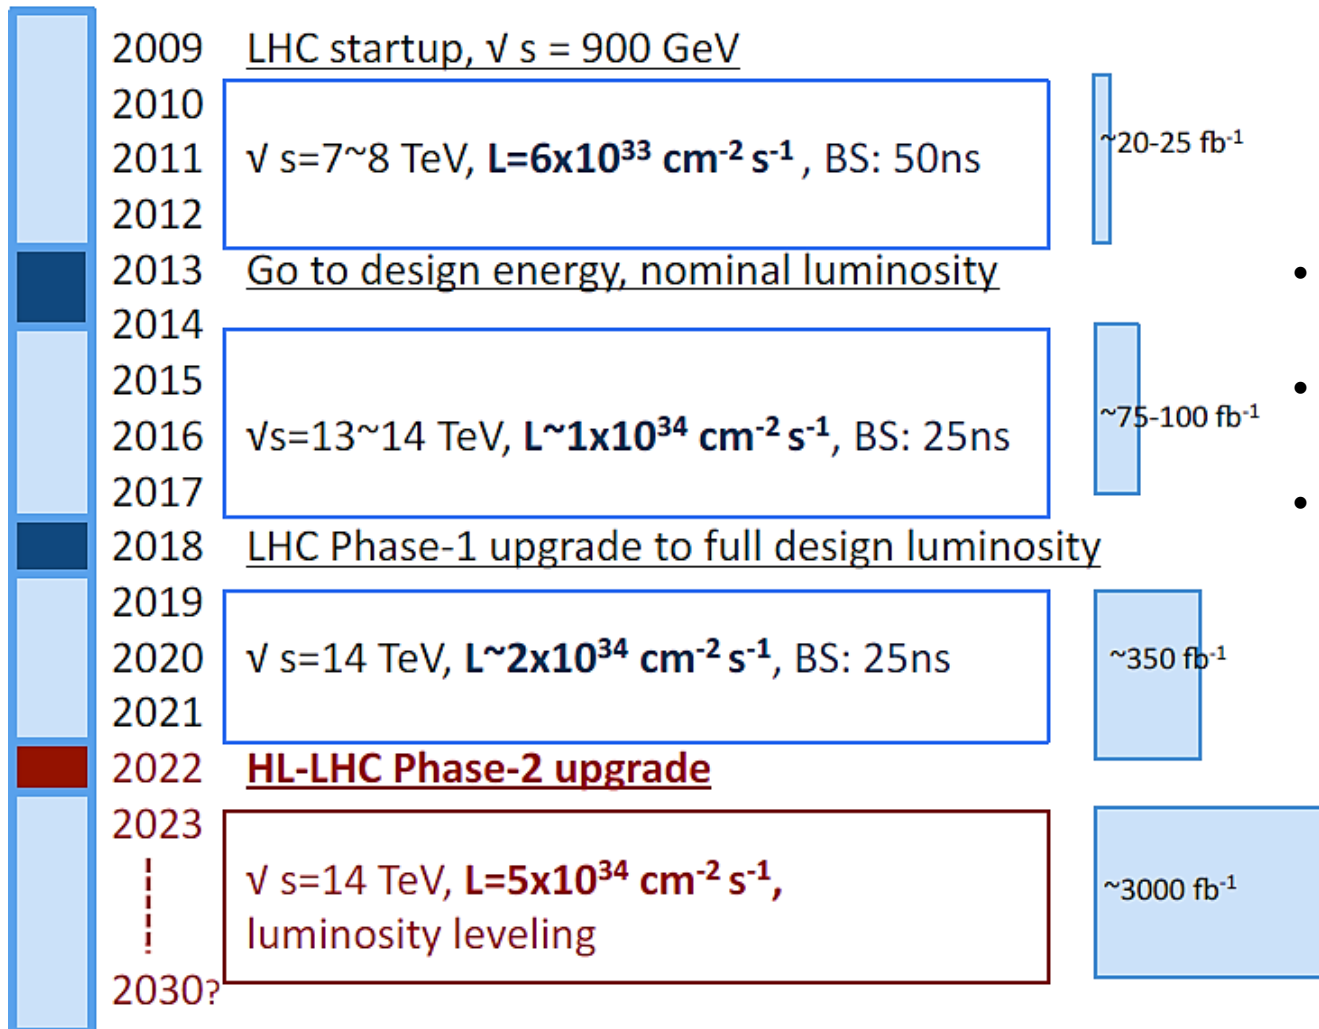 2009 LHC startup, √ s = 900 GeV
2010
2011 √ s=7~8 TeV, L=6x10³³ cm⁻² s⁻¹ , BS: 50ns ~20-25 fb⁻¹
2012
2013 Go to design energy, nominal luminosity
•
2014
2015
•
2016 √s=13~14 TeV, L~1x10³⁴ cm⁻² s⁻¹, BS: 25ns ~75-100 fb⁻¹
2017
•
2018 LHC Phase-1 upgrade to full design luminosity
2019
2020 √ s=14 TeV, L~2x10³⁴ cm⁻² s⁻¹, BS: 25ns ~350 fb⁻¹
2021
2022 HL-LHC Phase-2 upgrade
2023
√ s=14 TeV, L=5x10³⁴ cm⁻² s⁻¹, ~3000 fb⁻¹
luminosity leveling
2030?